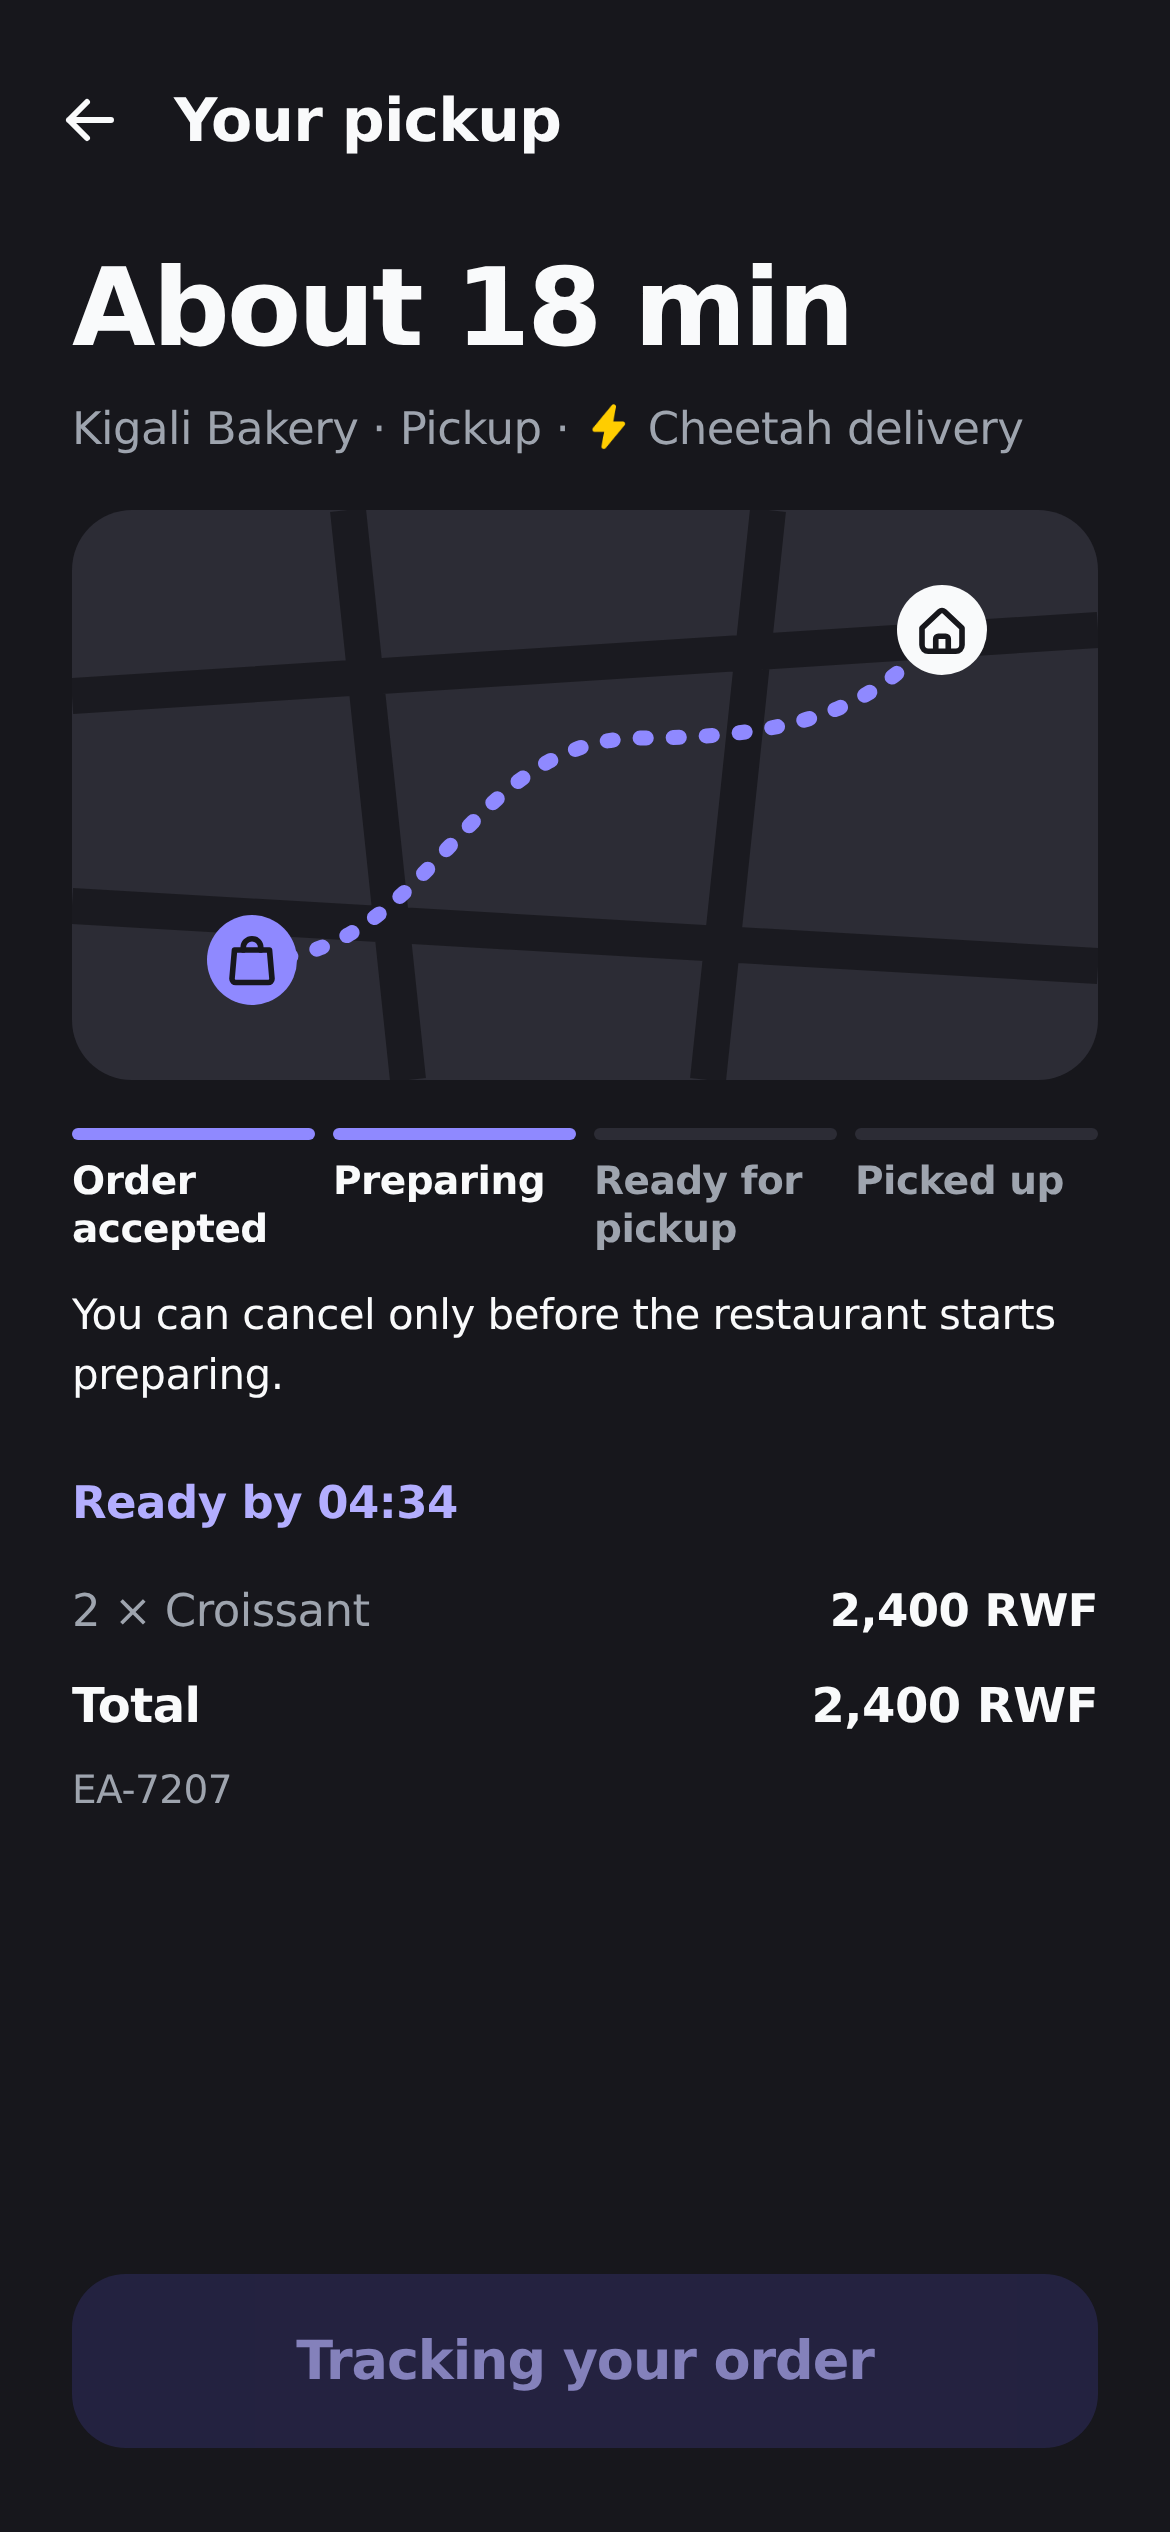 Your pickup
About 18 min
Kigali Bakery · Pickup · ⚡ Cheetah delivery
Order accepted
Preparing
Ready for pickup
Picked up
You can cancel only before the restaurant starts
preparing.
Ready by 04:34
2 × Croissant 2,400 RWF
Total 2,400 RWF
EA-7207
Tracking your order